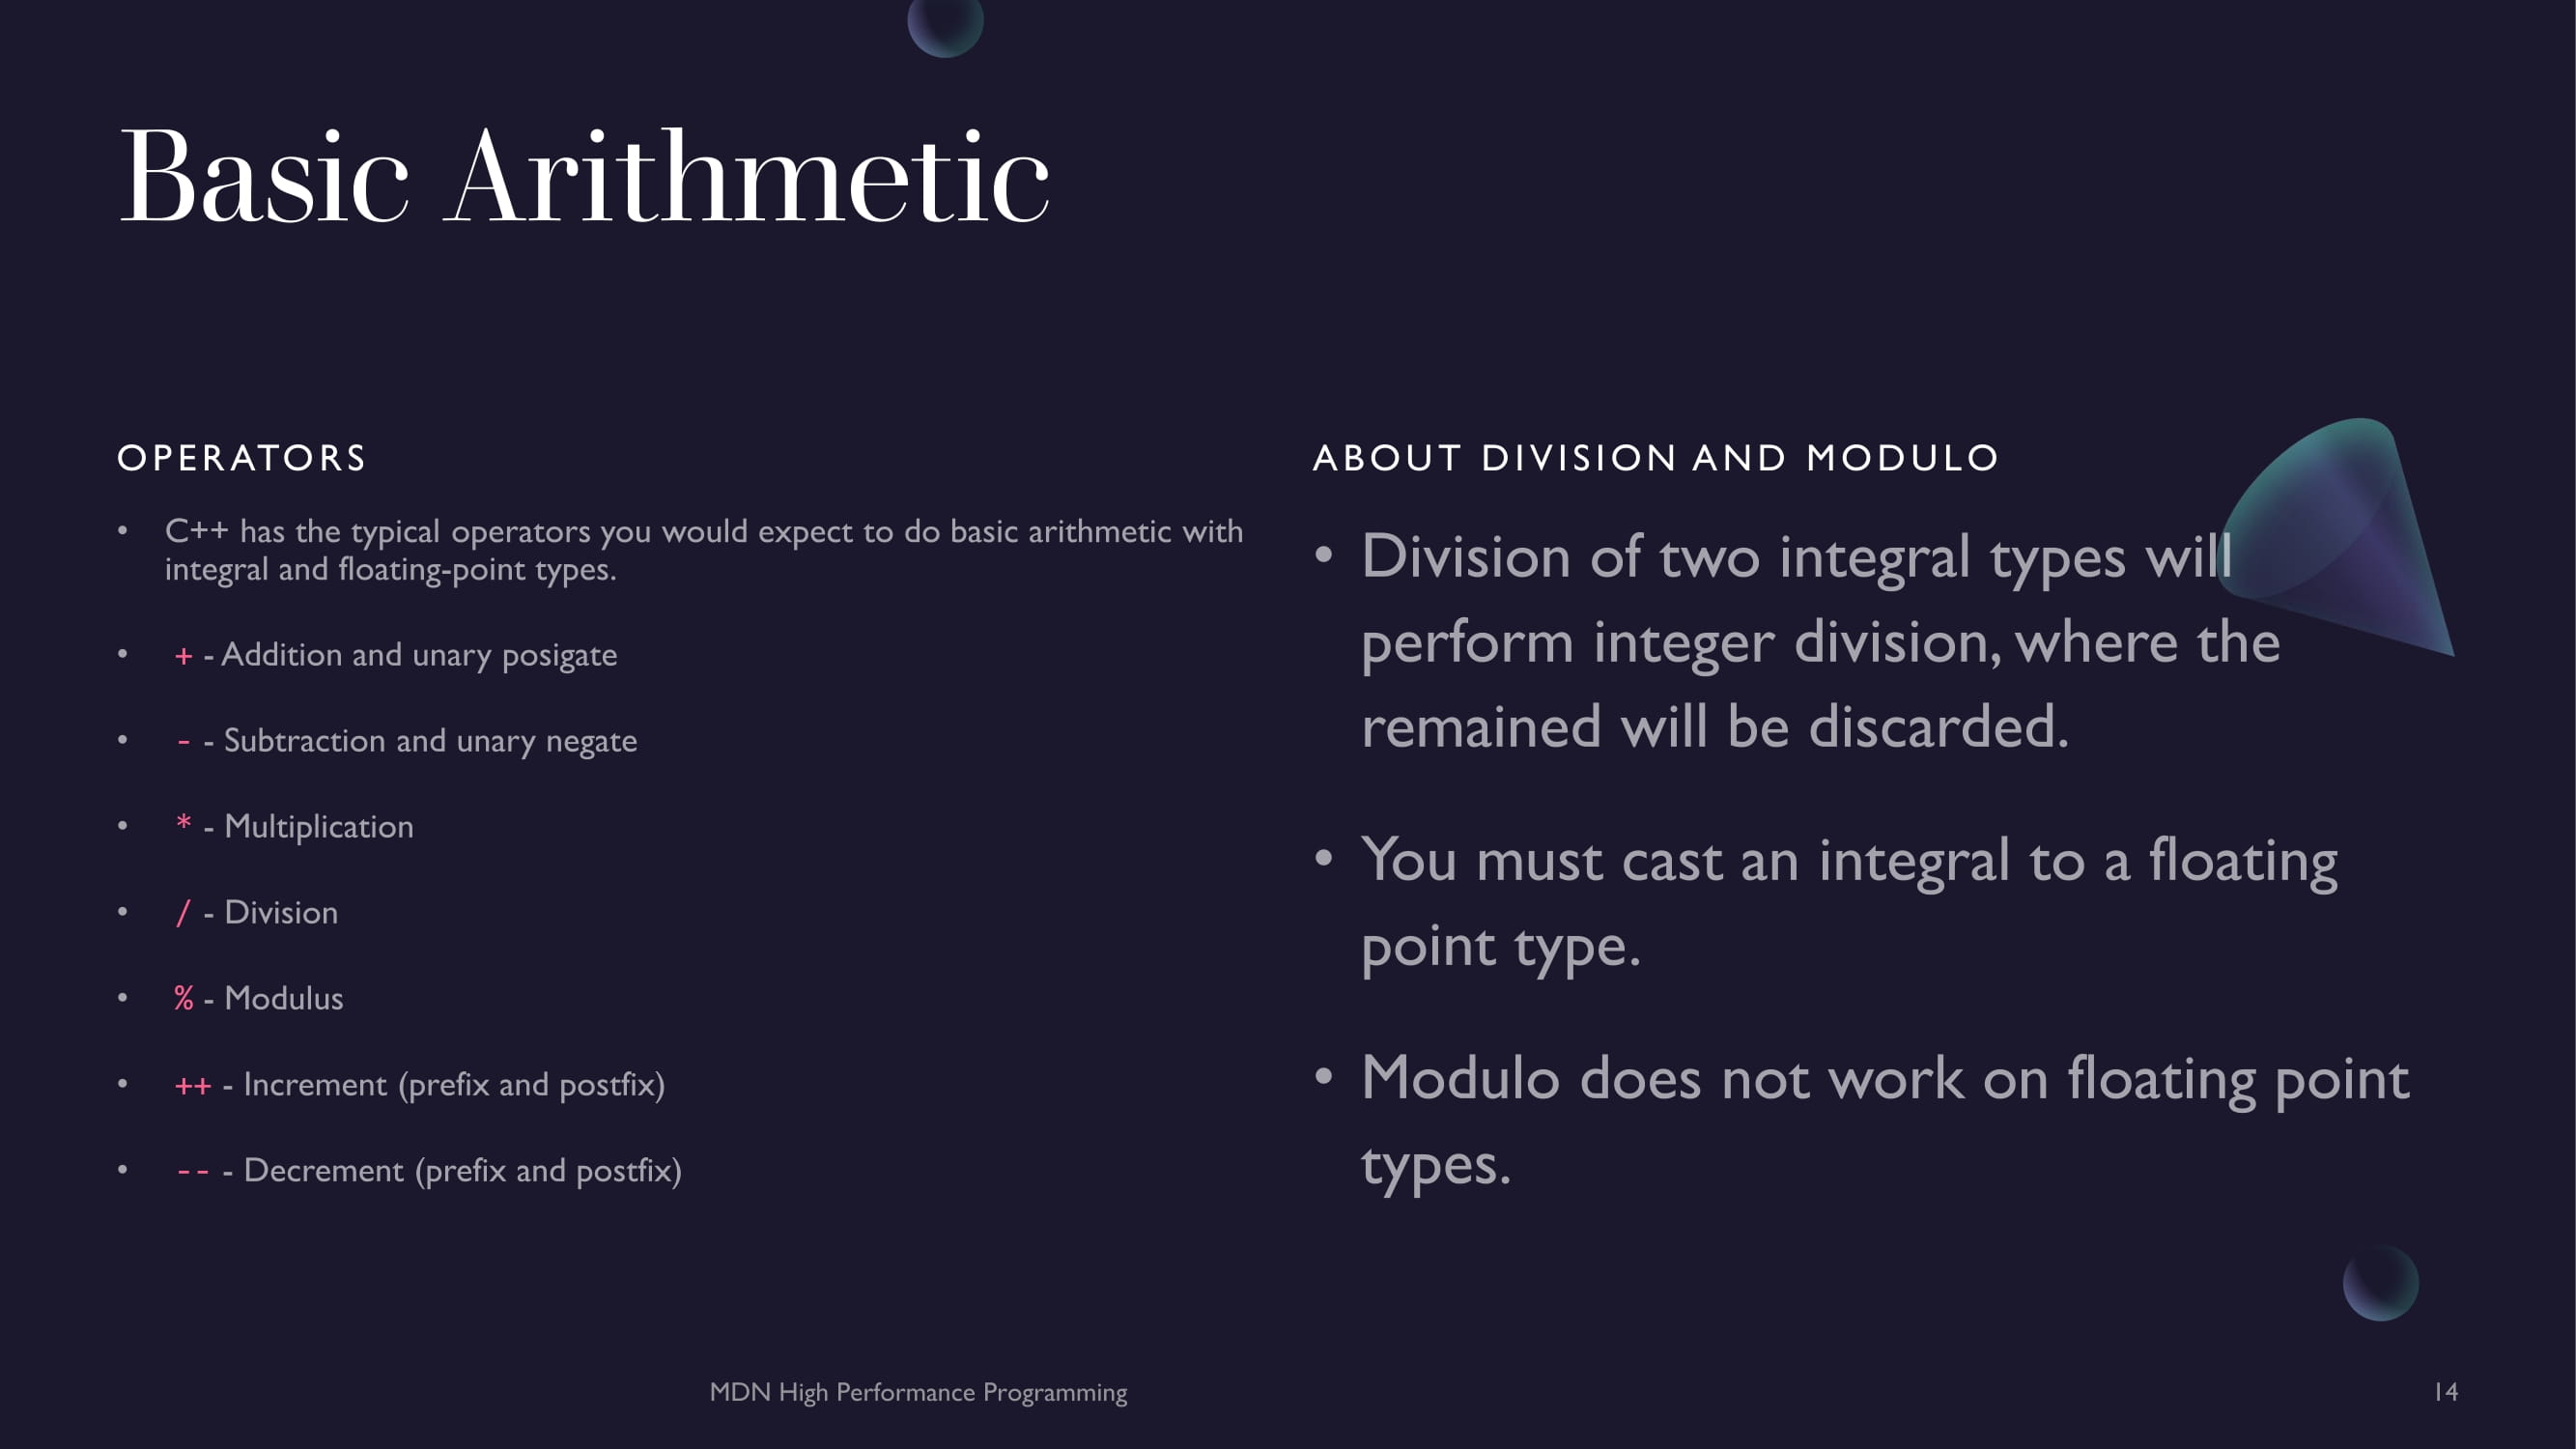 Basic Arithmetic
OPERATORS
• C++ has the typical operators you would expect to do basic arithmetic with
integral and floating-point types.
• + - Addition and unary posigate
• - - Subtraction and unary negate
• * - Multiplication
• / - Division
• % - Modulus
• ++ - Increment (prefix and postfix)
• -- - Decrement (prefix and postfix)
ABOUT DIVISION AND MODULO
• Division of two integral types will
perform integer division, where the
remained will be discarded.
• You must cast an integral to a floating
point type.
• Modulo does not work on floating point
types.
MDN High Performance Programming
14